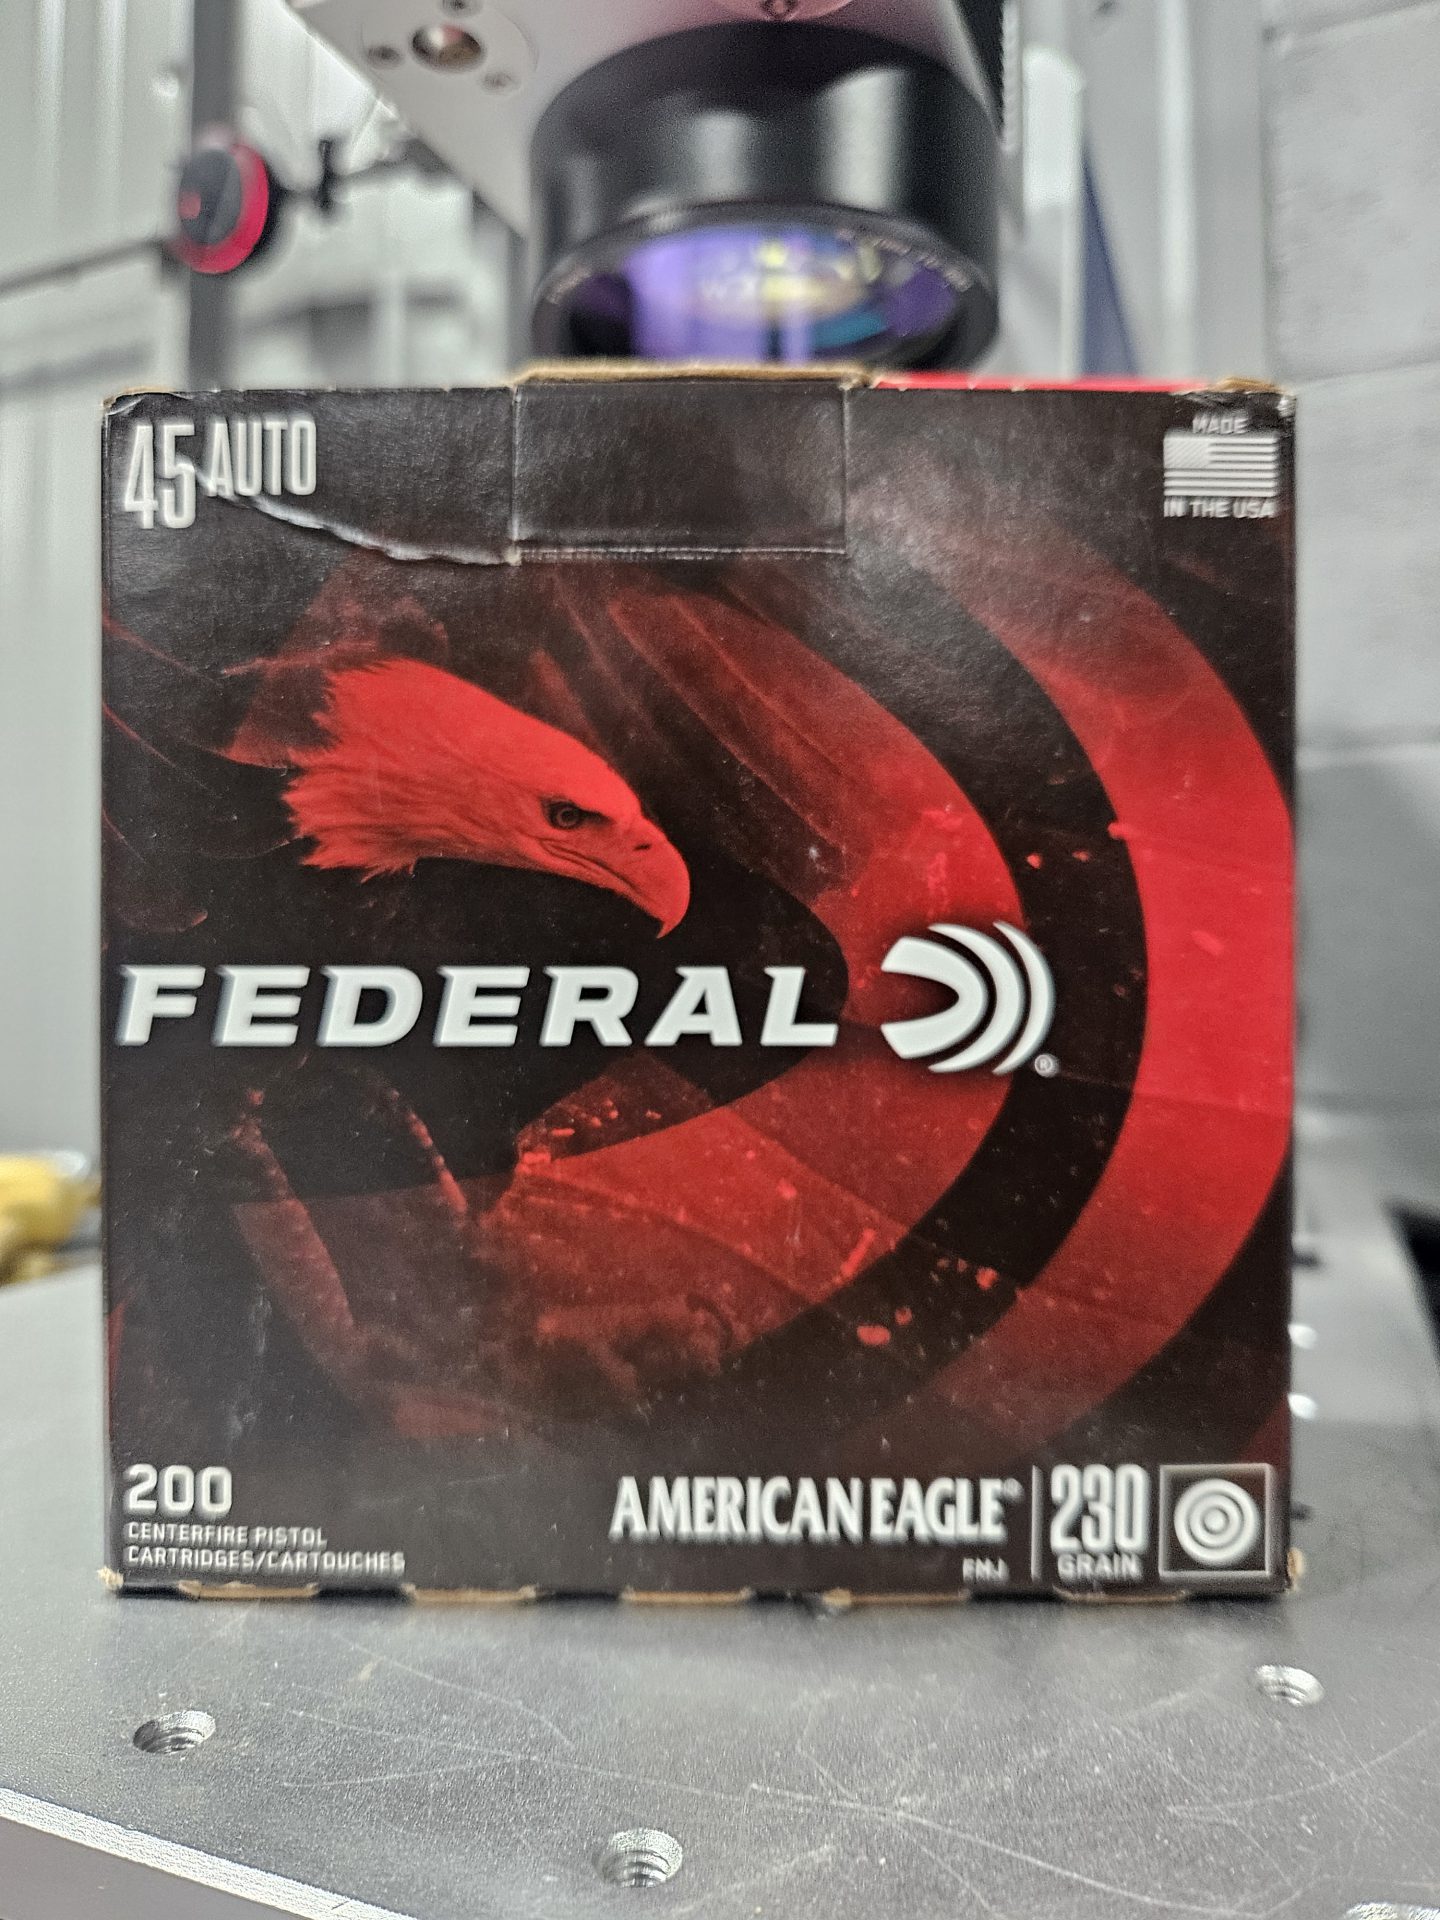 45 AUTO
MADE
IN THE USA
FEDERAL
®
200
CENTERFIRE PISTOL
CARTRIDGES/CARTOUCHES
AMERICAN EAGLE®
FMJ
230
GRAIN